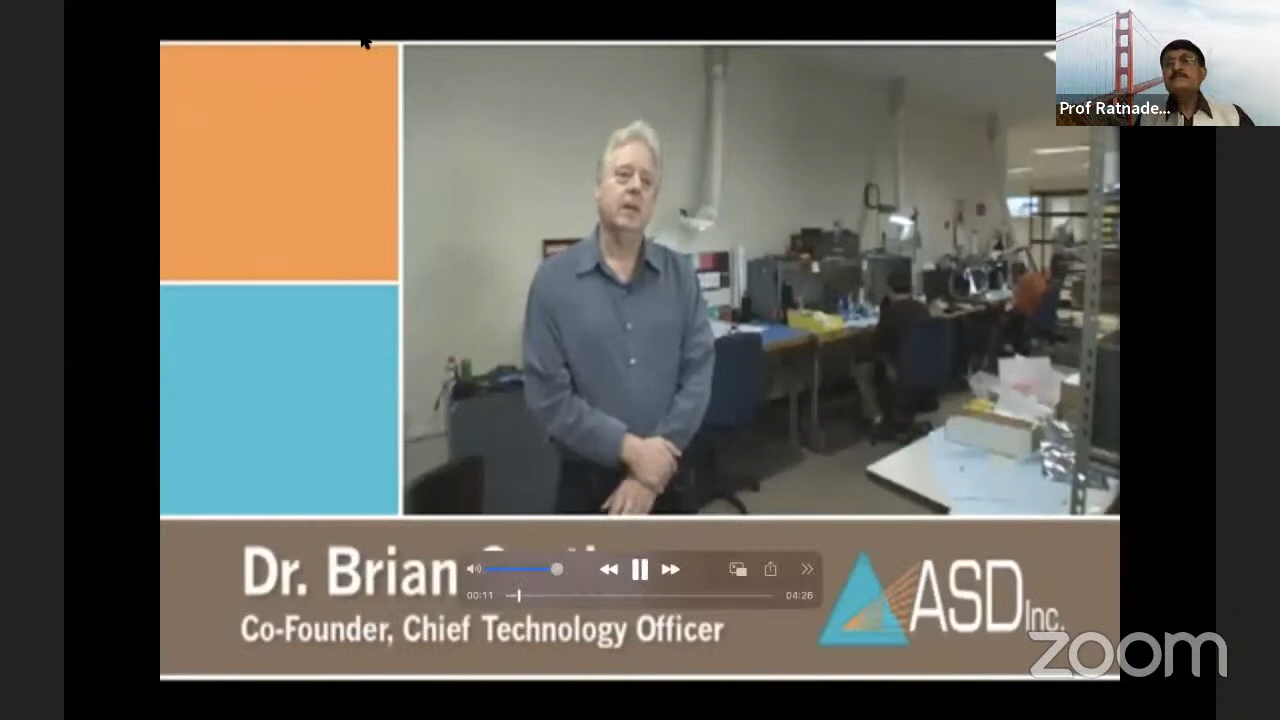 Prof Ratnade...
Dr. Brian
Co-Founder, Chief Technology Officer
00:11
04:26
ASD Inc.
zoom